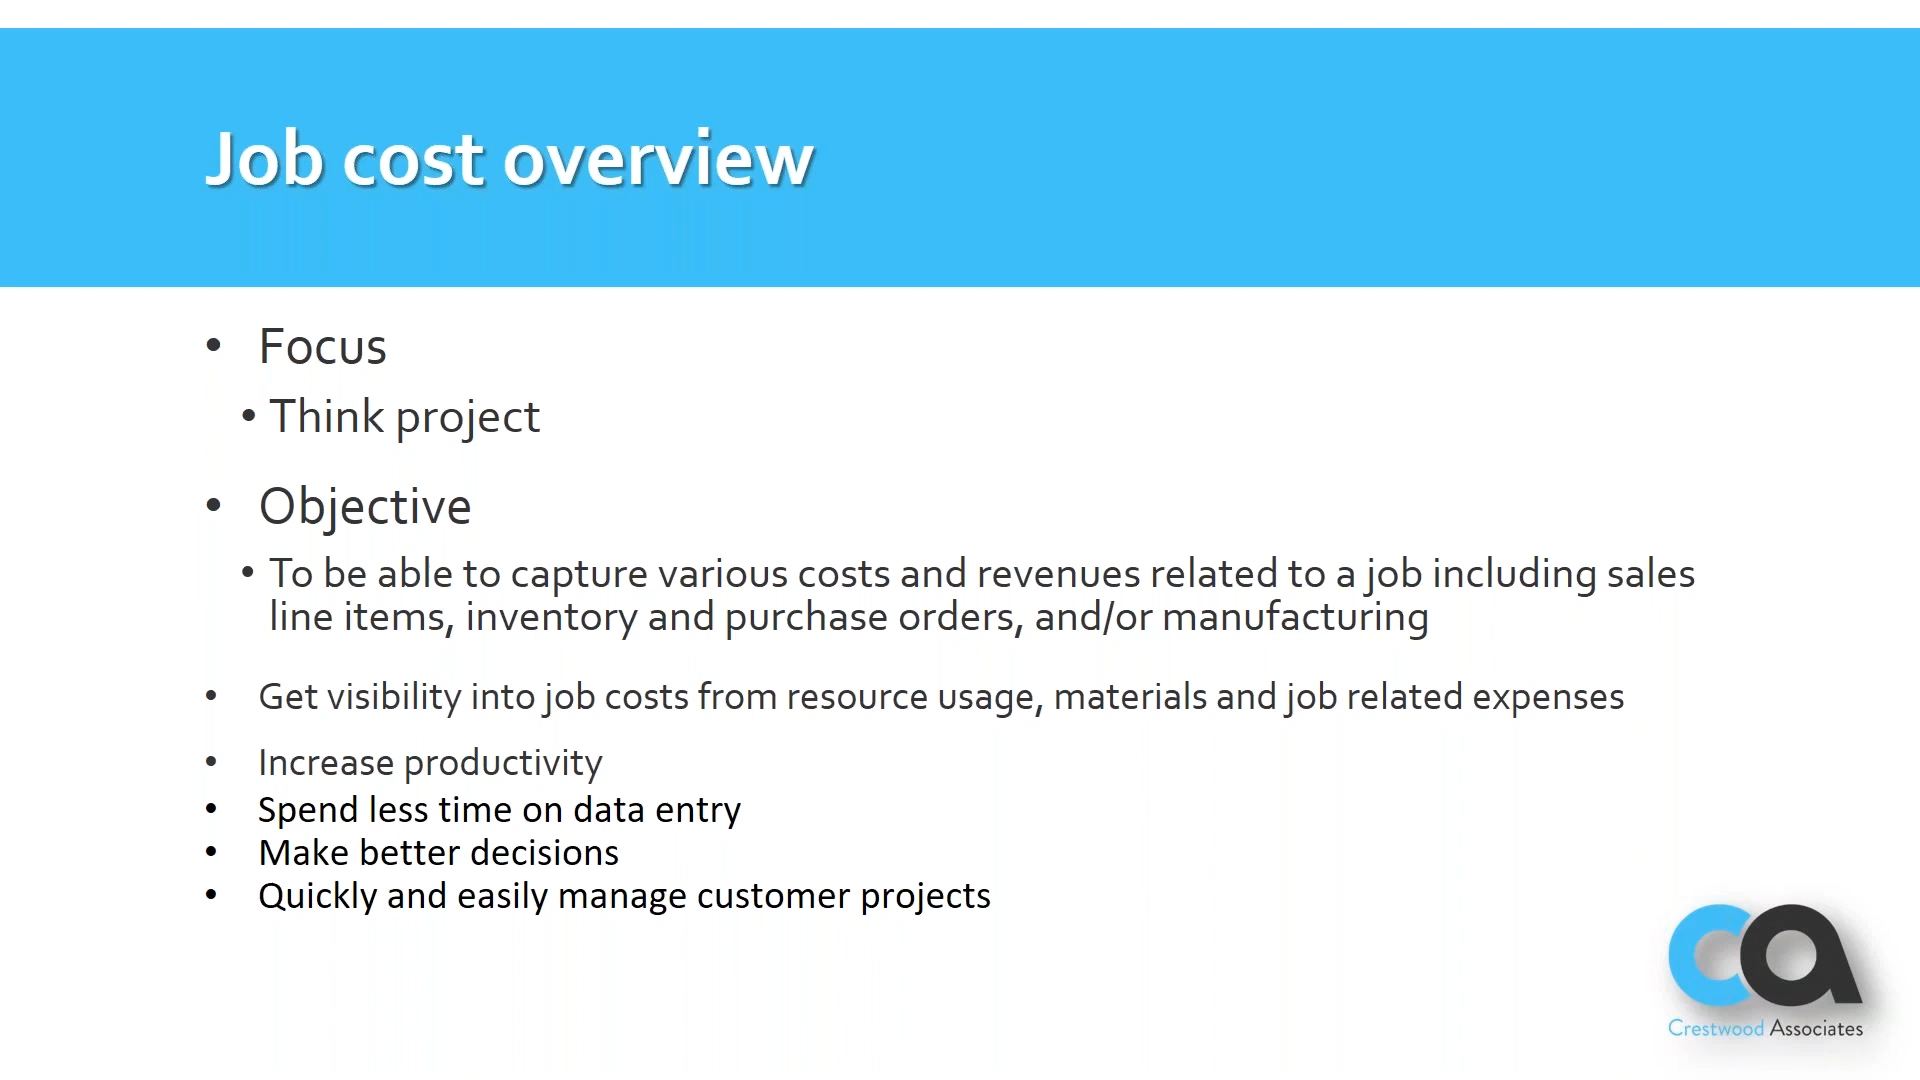 Job cost overview
• Focus
• Think project
• Objective
• To be able to capture various costs and revenues related to a job including sales
line items, inventory and purchase orders, and/or manufacturing
• Get visibility into job costs from resource usage, materials and job related expenses
• Increase productivity
• Spend less time on data entry
• Make better decisions
• Quickly and easily manage customer projects
ca
Crestwood Associates